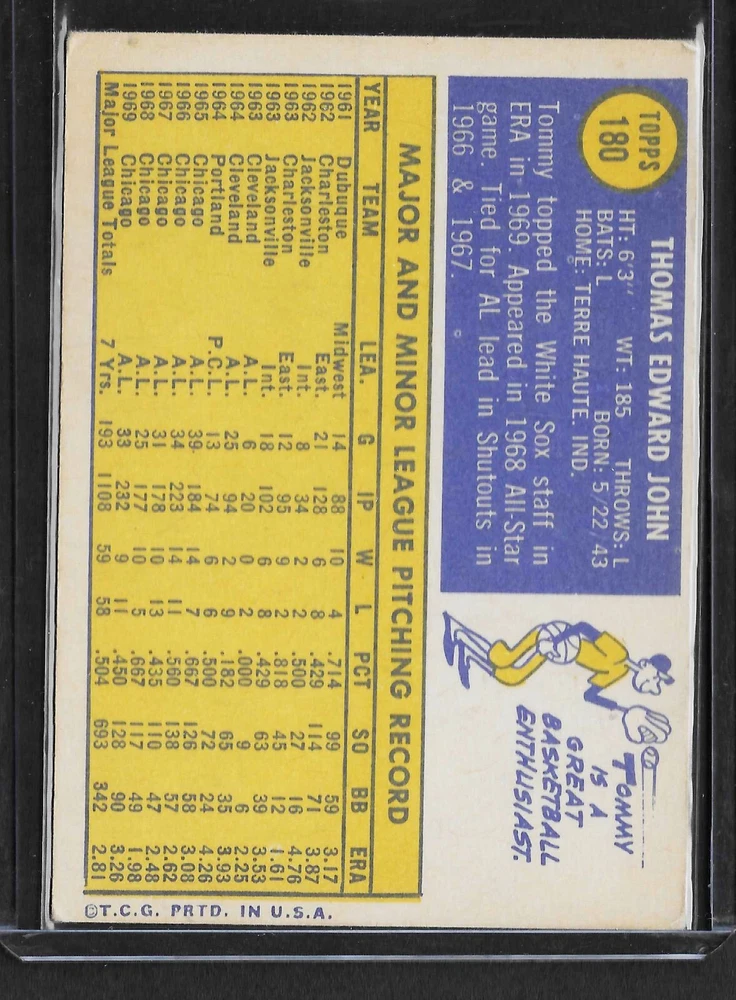 TOPPS
180
THOMAS EDWARD JOHN
HT: 6'3" WT: 185 THROWS: L
BATS: L BORN: 5/22/43
HOME: TERRE HAUTE, IND.
Tommy topped the White Sox staff in
ERA in 1969. Appeared in 1968 All-Star
game. Tied for AL lead in Shutouts in
1966 & 1967.
TOMMY
IS A
GREAT
BASKETBALL
ENTHUSIAST.
MAJOR AND MINOR LEAGUE PITCHING RECORD
YEAR TEAM LEA. G IP W L PCT SO BB ERA
1961 Dubuque Midwest 14 88 10 4 .714 99 59 3.17
1962 Charleston East. 21 128 6 8 .429 114 71 3.87
1962 Jacksonville Int. 8 34 2 2 .500 27 16 4.76
1963 Charleston East. 12 95 9 2 .818 45 12 1.61
1963 Jacksonville Int. 18 102 6 8 .429 63 39 3.53
1963 Cleveland A.L. 6 20 0 2 .000 9 6 2.25
1964 Cleveland A.L. 25 94 2 9 .182 65 35 3.93
1964 Portland P.C.L. 13 74 6 6 .500 72 24 4.26
1965 Chicago A.L. 39 184 14 7 .667 126 58 3.08
1966 Chicago A.L. 34 223 14 11 .560 138 57 2.62
1967 Chicago A.L. 31 178 10 13 .435 110 47 2.48
1968 Chicago A.L. 25 177 10 5 .667 117 49 1.98
1969 Chicago A.L. 33 232 9 11 .450 128 90 3.26
Major League Totals 7 Yrs. 193 1108 59 58 .504 693 342 2.81
©T.C.G. PRTD. IN U.S.A.